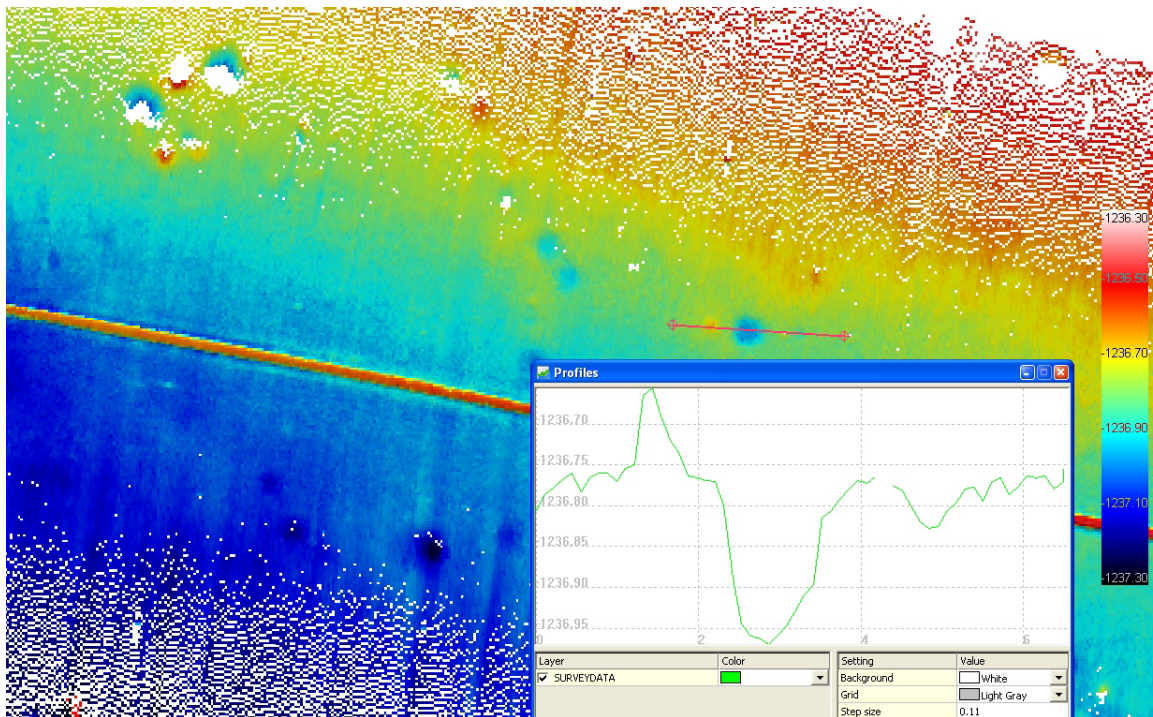 -1236.30
-1236.50
-1236.70
-1236.90
-1237.10
-1237.30
Profiles
-1236.70
-1236.75
-1236.80
-1236.85
-1236.90
-1236.95
0 2 4 6
Layer Color
SURVEYDATA
Setting Value
Background White
Grid Light Gray
Step size 0.11